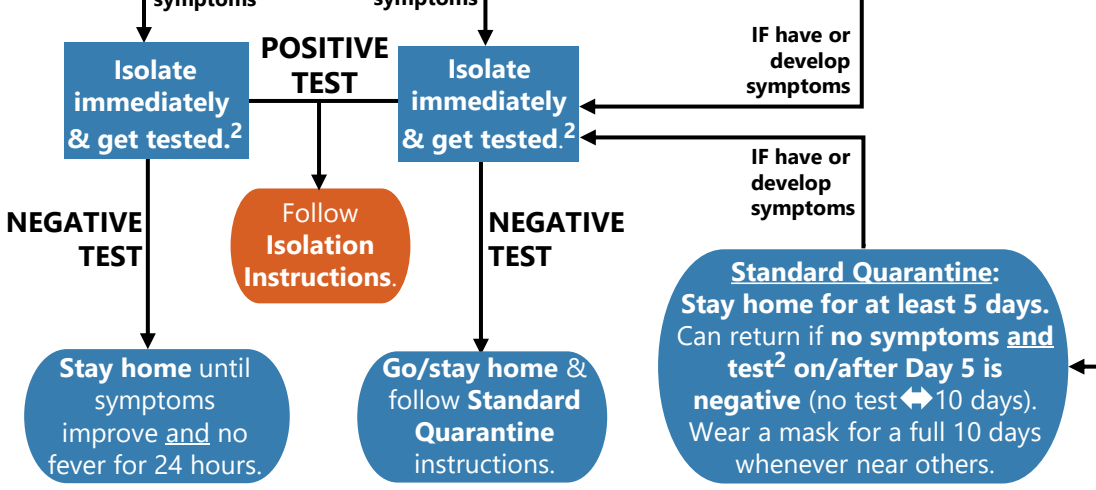 symptoms
symptoms
IF have or
develop
symptoms
POSITIVE
TEST
Isolate
immediately
& get tested.2
Isolate
immediately
& get tested.2
IF have or
develop
symptoms
NEGATIVE
TEST
Follow
Isolation
Instructions.
NEGATIVE
TEST
Standard Quarantine:
Stay home for at least 5 days.
Can return if no symptoms and
test2 on/after Day 5 is
negative (no test⬌10 days).
Wear a mask for a full 10 days
whenever near others.
Stay home until
symptoms
improve and no
fever for 24 hours.
Go/stay home &
follow Standard
Quarantine
instructions.